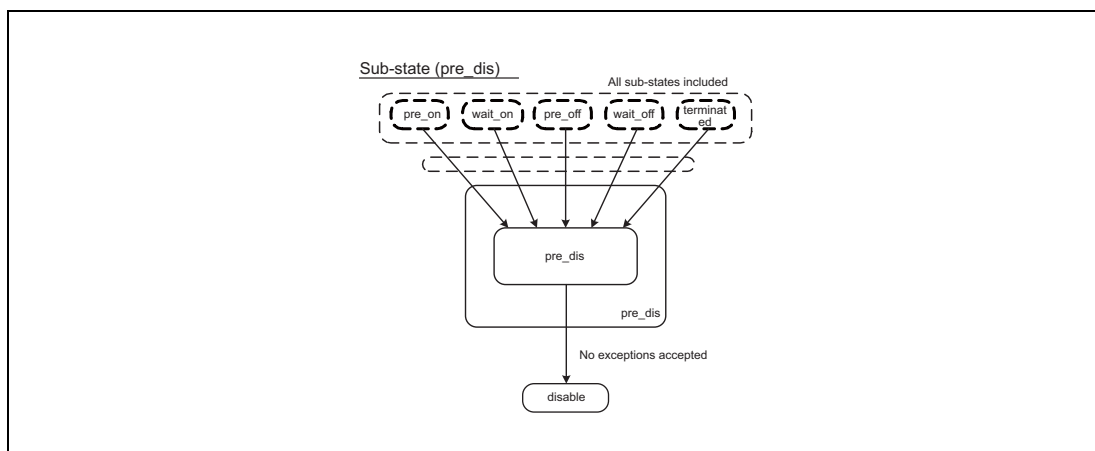 Sub-state (pre_dis)
All sub-states included
pre_on wait_on pre_off wait_off terminat
ed
pre_dis
pre_dis
No exceptions accepted
disable